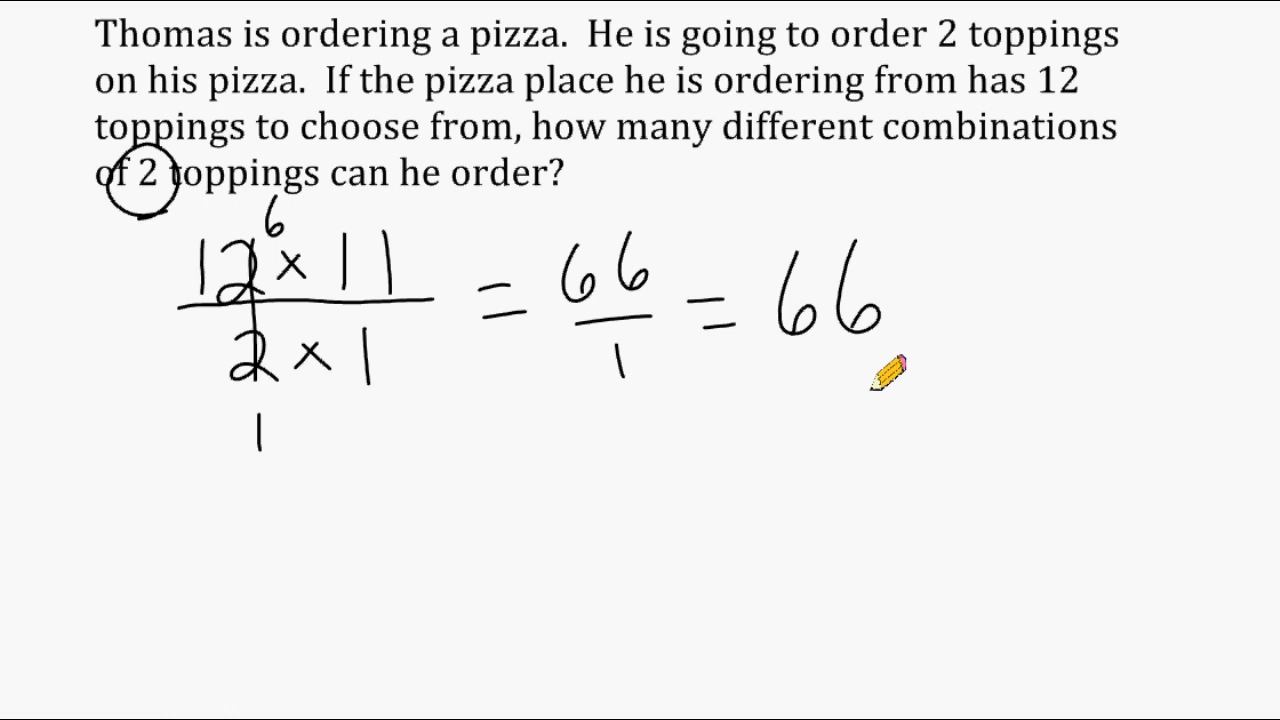 Thomas is ordering a pizza. He is going to order 2 toppings
on his pizza. If the pizza place he is ordering from has 12
toppings to choose from, how many different combinations
of 2 toppings can he order?
6
12 × 11 = 66 = 66
2 × 1 1
1